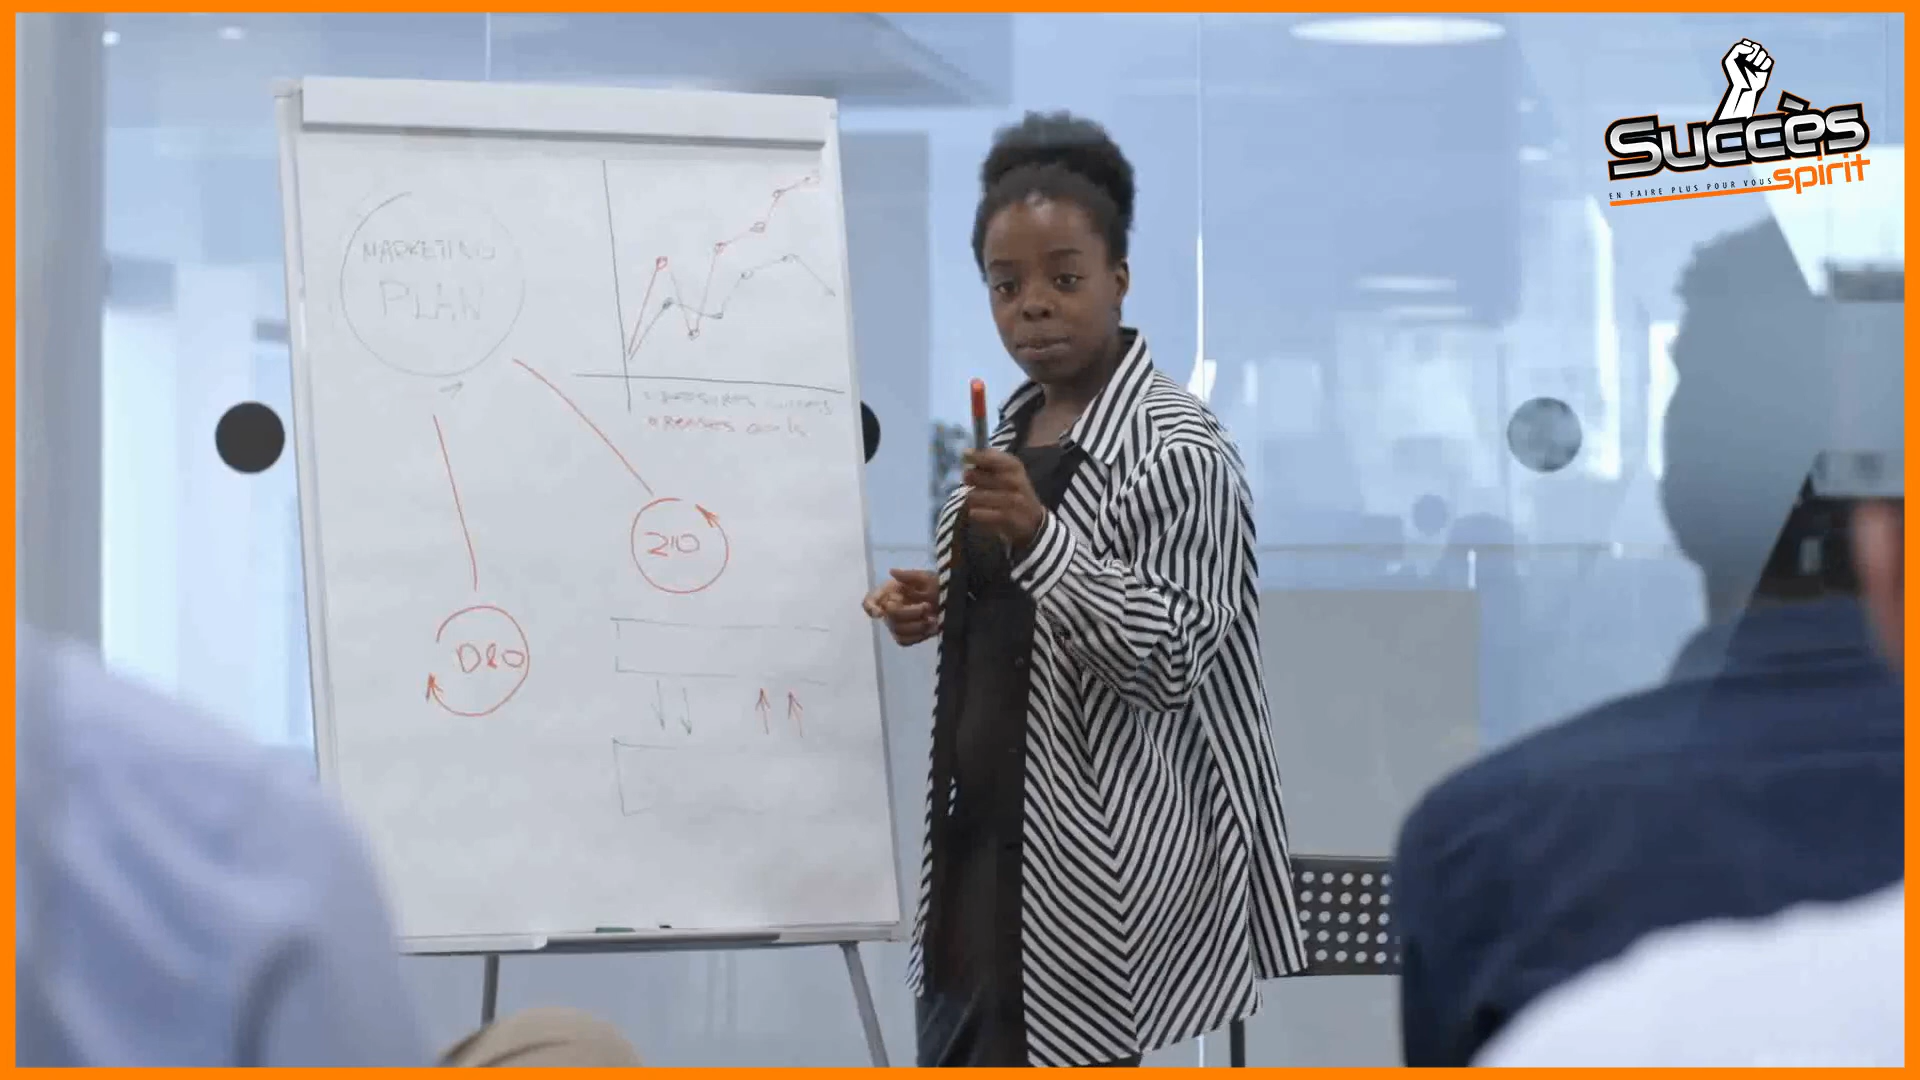 MARKETING
PLAN
210
D&O
Succès
spirit
EN FAIRE PLUS POUR VOUS